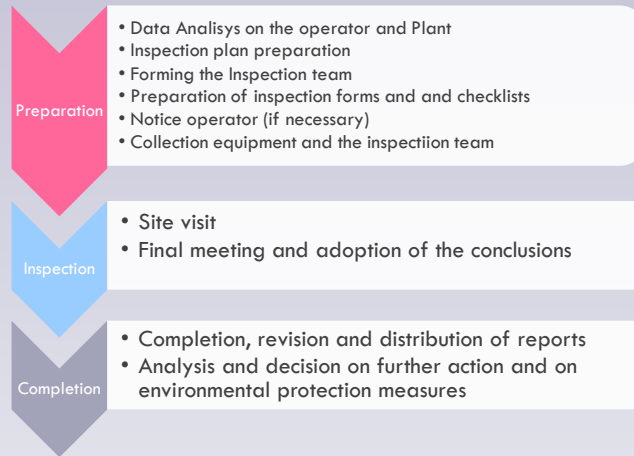 Preparation
• Data Analisys on the operator and Plant
• Inspection plan preparation
• Forming the Inspection team
• Preparation of inspection forms and and checklists
• Notice operator (if necessary)
• Collection equipment and the inspectiion team
Inspection
• Site visit
• Final meeting and adoption of the conclusions
Completion
• Completion, revision and distribution of reports
• Analysis and decision on further action and on
environmental protection measures